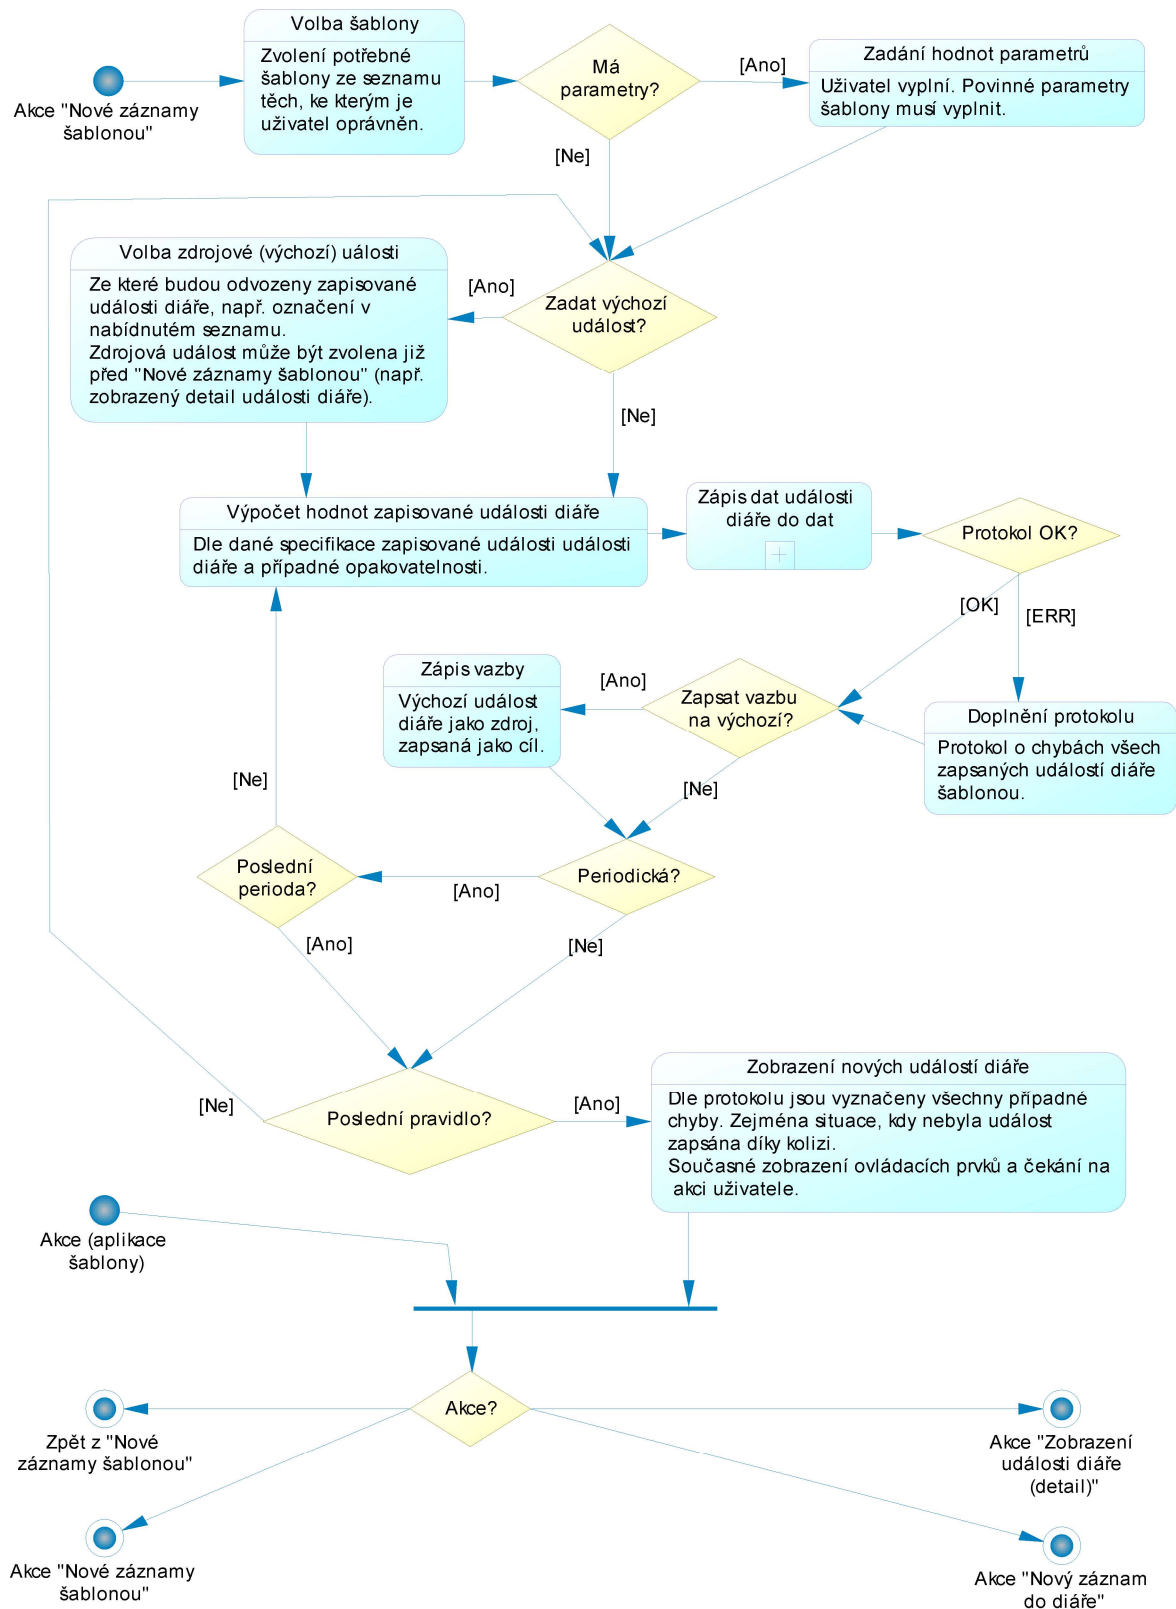 Volba šablony
Zvolení potřebné
šablony ze seznamu
těch, ke kterým je
uživatel oprávněn.
Akce "Nové záznamy
šablonou"
Má
parametry?
[Ano]
Zadání hodnot parametrů
Uživatel vyplní. Povinné parametry
šablony musí vyplnit.
[Ne]
Volba zdrojové (výchozí) uálosti
Ze které budou odvozeny zapisované
události diáře, např. označení v
nabídnutém seznamu.
Zdrojová událost může být zvolena již
před "Nové záznamy šablonou" (např.
zobrazený detail události diáře).
[Ano]
Zadat výchozí
událost?
[Ne]
Výpočet hodnot zapisované události diáře
Dle dané specifikace zapisované události události
diáře a případné opakovatelnosti.
Zápis dat události
diáře do dat
Protokol OK?
[OK]
[ERR]
Zápis vazby
Výchozí událost
diáře jako zdroj,
zapsaná jako cíl.
[Ano]
Zapsat vazbu
na výchozí?
Doplnění protokolu
Protokol o chybách všech
zapsaných událostí diáře
šablonou.
[Ne]
[Ne]
Poslední
perioda?
[Ano]
Periodická?
[Ano]
[Ne]
[Ne]
Poslední pravidlo?
[Ano]
Zobrazení nových událostí diáře
Dle protokolu jsou vyznačeny všechny případné
chyby. Zejména situace, kdy nebyla událost
zapsána díky kolizi.
Současné zobrazení ovládacích prvků a čekání na
akci uživatele.
Akce (aplikace
šablony)
Akce?
Zpět z "Nové
záznamy šablonou"
Akce "Zobrazení
události diáře
(detail)"
Akce "Nové záznamy
šablonou"
Akce "Nový záznam
do diáře"